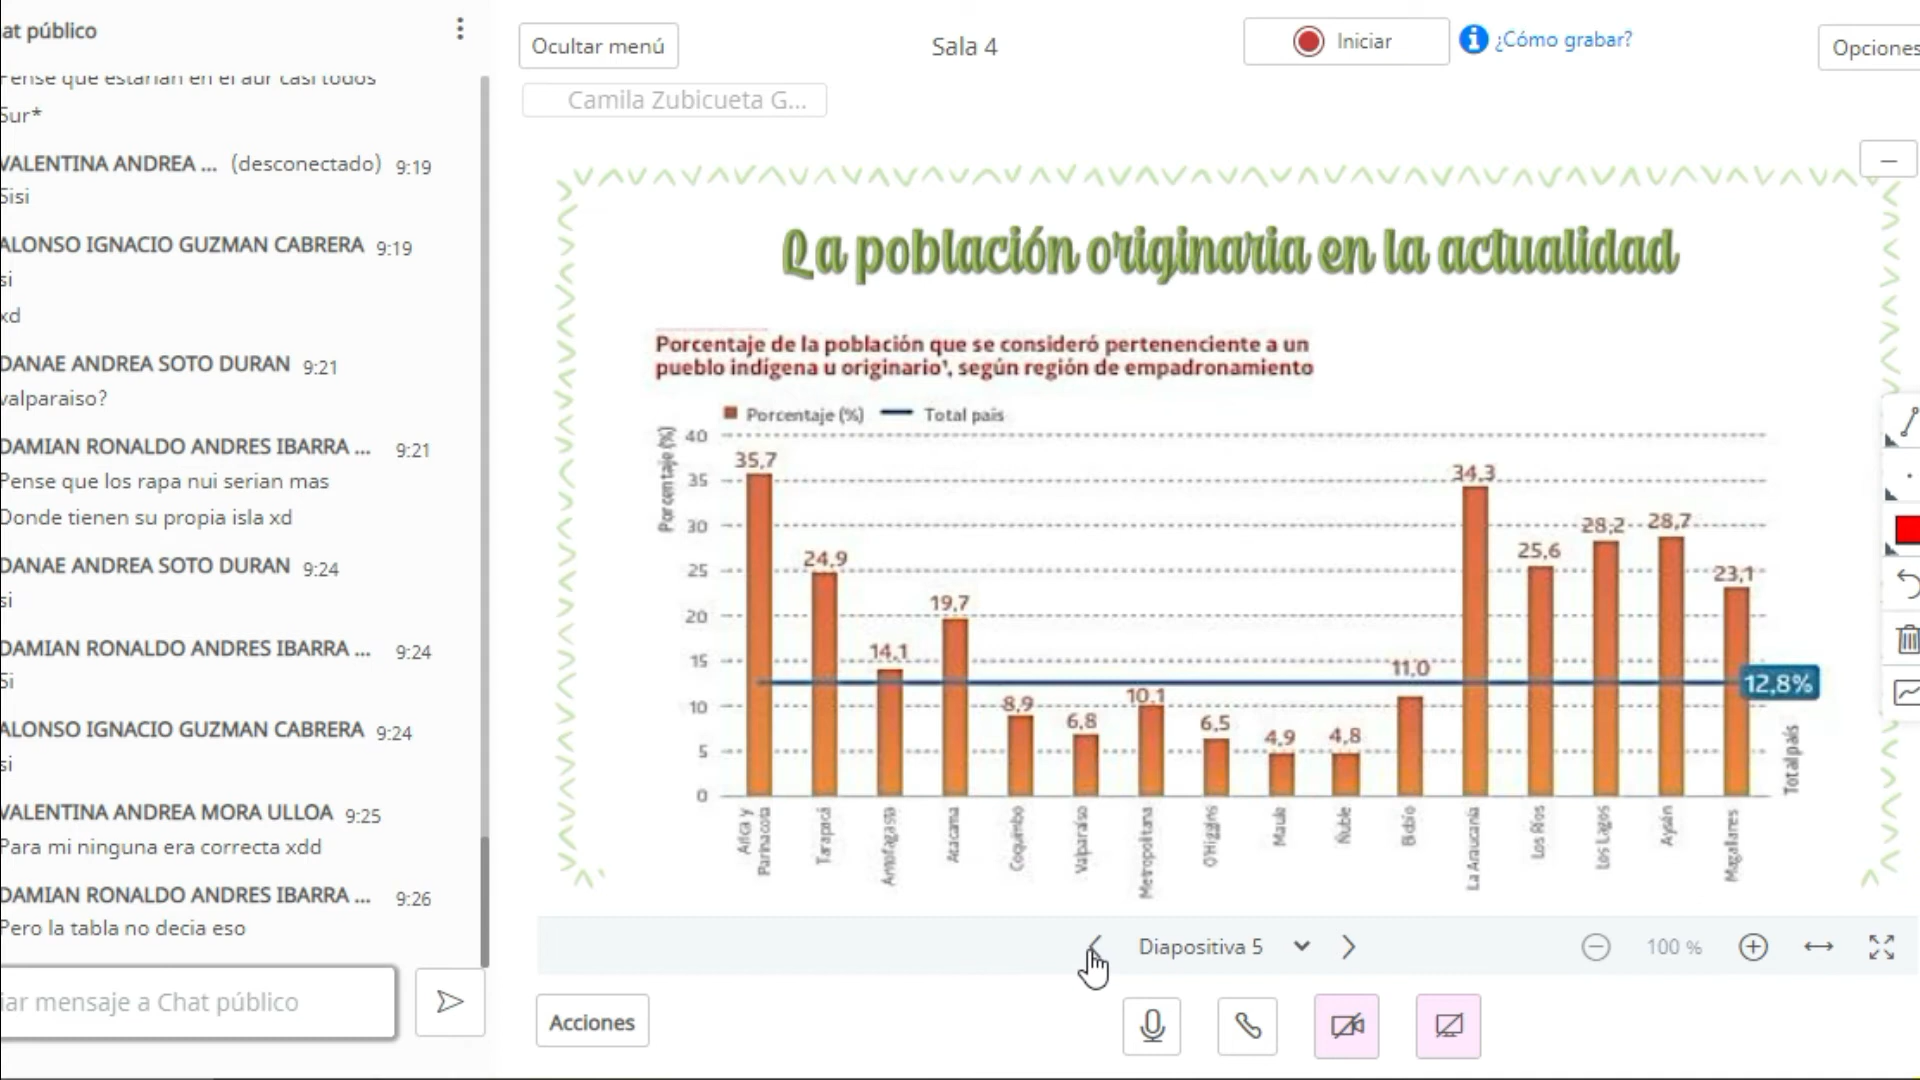 at público
Pense que estarian en el aur casi todos
Sur*
VALENTINA ANDREA ... (desconectado) 9:19
Sisi
ALONSO IGNACIO GUZMAN CABRERA 9:19
si
xd
DANAE ANDREA SOTO DURAN 9:21
valparaiso?
DAMIAN RONALDO ANDRES IBARRA ... 9:21
Pense que los rapa nui serian mas
Donde tienen su propia isla xd
DANAE ANDREA SOTO DURAN 9:24
si
DAMIAN RONALDO ANDRES IBARRA ... 9:24
Si
ALONSO IGNACIO GUZMAN CABRERA 9:24
si
VALENTINA ANDREA MORA ULLOA 9:25
Para mi ninguna era correcta xdd
DAMIAN RONALDO ANDRES IBARRA ... 9:26
Pero la tabla no decia eso
iar mensaje a Chat público
Ocultar menú
Sala 4
Iniciar
¿Cómo grabar?
Opciones
Camila Zubicueta G...
La población originaria en la actualidad
Porcentaje de la población que se consideró pertenenciente a un
pueblo indígena u originario¹, según región de empadronamiento
Porcentaje (%) Total país
Porcentaje (%)
40
35
30
25
20
15
10
5
0
35,7
24,9
14,1
19,7
8,9
6,8
10,1
6,5
4,9
4,8
11,0
34,3
25,6
28,2
28,7
23,1
12,8%
Total país
Arica y
Parinacota
Tarapacá
Antofagasta
Atacama
Coquimbo
Valparaíso
Metropolitana
O'Higgins
Maule
Ñuble
Biobío
La Araucanía
Los Ríos
Los Lagos
Aysén
Magallanes
Diapositiva 5
100 %
Acciones